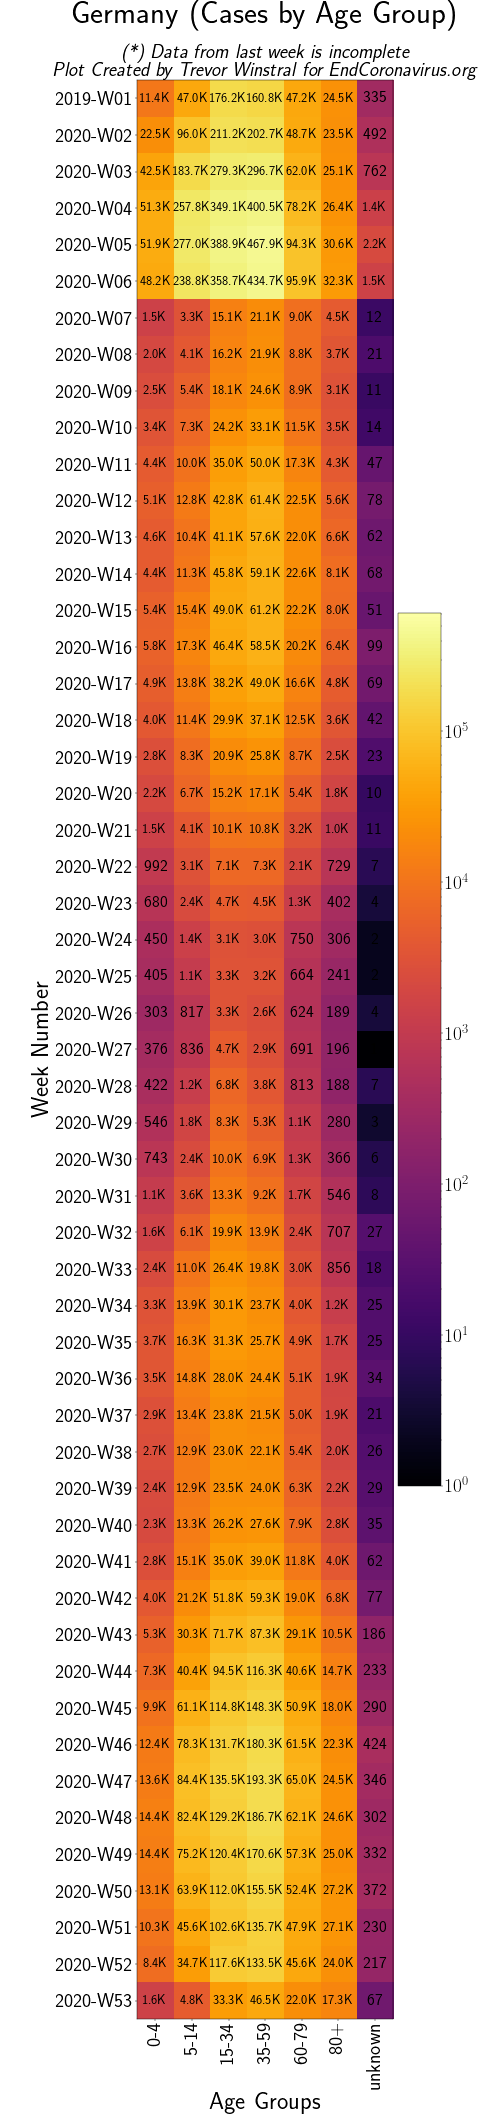 Germany (Cases by Age Group)
(*) Data from last week is incomplete
Plot Created by Trevor Winstral for EndCoronavirus.org
2019-W01 11.4K 47.0K 176.2K 160.8K 47.2K 24.5K 335
2020-W02 22.5K 96.0K 211.2K 202.7K 48.7K 23.5K 492
2020-W03 42.5K 183.7K 279.3K 296.7K 62.0K 25.1K 762
2020-W04 51.3K 257.8K 349.1K 400.5K 78.2K 26.4K 1.4K
2020-W05 51.9K 277.0K 388.9K 467.9K 94.3K 30.6K 2.2K
2020-W06 48.2K 238.8K 358.7K 434.7K 95.9K 32.3K 1.5K
2020-W07 1.5K 3.3K 15.1K 21.1K 9.0K 4.5K 12
2020-W08 2.0K 4.1K 16.2K 21.9K 8.8K 3.7K 21
2020-W09 2.5K 5.4K 18.1K 24.6K 8.9K 3.1K 11
2020-W10 3.4K 7.3K 24.2K 33.1K 11.5K 3.5K 14
2020-W11 4.4K 10.0K 35.0K 50.0K 17.3K 4.3K 47
2020-W12 5.1K 12.8K 42.8K 61.4K 22.5K 5.6K 78
2020-W13 4.6K 10.4K 41.1K 57.6K 22.0K 6.6K 62
2020-W14 4.4K 11.3K 45.8K 59.1K 22.6K 8.1K 68
2020-W15 5.4K 15.4K 49.0K 61.2K 22.2K 8.0K 51
2020-W16 5.8K 17.3K 46.4K 58.5K 20.2K 6.4K 99
2020-W17 4.9K 13.8K 38.2K 49.0K 16.6K 4.8K 69
2020-W18 4.0K 11.4K 29.9K 37.1K 12.5K 3.6K 42
2020-W19 2.8K 8.3K 20.9K 25.8K 8.7K 2.5K 23
2020-W20 2.2K 6.7K 15.2K 17.1K 5.4K 1.8K 10
2020-W21 1.5K 4.1K 10.1K 10.8K 3.2K 1.0K 11
2020-W22 992 3.1K 7.1K 7.3K 2.1K 729 7
2020-W23 680 2.4K 4.7K 4.5K 1.3K 402 4
2020-W24 450 1.4K 3.1K 3.0K 750 306 2
2020-W25 405 1.1K 3.3K 3.2K 664 241 2
2020-W26 303 817 3.3K 2.6K 624 189 4
2020-W27 376 836 4.7K 2.9K 691 196
2020-W28 422 1.2K 6.8K 3.8K 813 188 7
2020-W29 546 1.8K 8.3K 5.3K 1.1K 280 3
2020-W30 743 2.4K 10.0K 6.9K 1.3K 366 6
2020-W31 1.1K 3.6K 13.3K 9.2K 1.7K 546 8
2020-W32 1.6K 6.1K 19.9K 13.9K 2.4K 707 27
2020-W33 2.4K 11.0K 26.4K 19.8K 3.0K 856 18
2020-W34 3.3K 13.9K 30.1K 23.7K 4.0K 1.2K 25
2020-W35 3.7K 16.3K 31.3K 25.7K 4.9K 1.7K 25
2020-W36 3.5K 14.8K 28.0K 24.4K 5.1K 1.9K 34
2020-W37 2.9K 13.4K 23.8K 21.5K 5.0K 1.9K 21
2020-W38 2.7K 12.9K 23.0K 22.1K 5.4K 2.0K 26
2020-W39 2.4K 12.9K 23.5K 24.0K 6.3K 2.2K 29
2020-W40 2.3K 13.3K 26.2K 27.6K 7.9K 2.8K 35
2020-W41 2.8K 15.1K 35.0K 39.0K 11.8K 4.0K 62
2020-W42 4.0K 21.2K 51.8K 59.3K 19.0K 6.8K 77
2020-W43 5.3K 30.3K 71.7K 87.3K 29.1K 10.5K 186
2020-W44 7.3K 40.4K 94.5K 116.3K 40.6K 14.7K 233
2020-W45 9.9K 61.1K 114.8K 148.3K 50.9K 18.0K 290
2020-W46 12.4K 78.3K 131.7K 180.3K 61.5K 22.3K 424
2020-W47 13.6K 84.4K 135.5K 193.3K 65.0K 24.5K 346
2020-W48 14.4K 82.4K 129.2K 186.7K 62.1K 24.6K 302
2020-W49 14.4K 75.2K 120.4K 170.6K 57.3K 25.0K 332
2020-W50 13.1K 63.9K 112.0K 155.5K 52.4K 27.2K 372
2020-W51 10.3K 45.6K 102.6K 135.7K 47.9K 27.1K 230
2020-W52 8.4K 34.7K 117.6K 133.5K 45.6K 24.0K 217
2020-W53 1.6K 4.8K 33.3K 46.5K 22.0K 17.3K 67
0-4 5-14 15-34 35-59 60-79 80+ unknown
Age Groups
Week Number
10^5
10^4
10^3
10^2
10^1
10^0